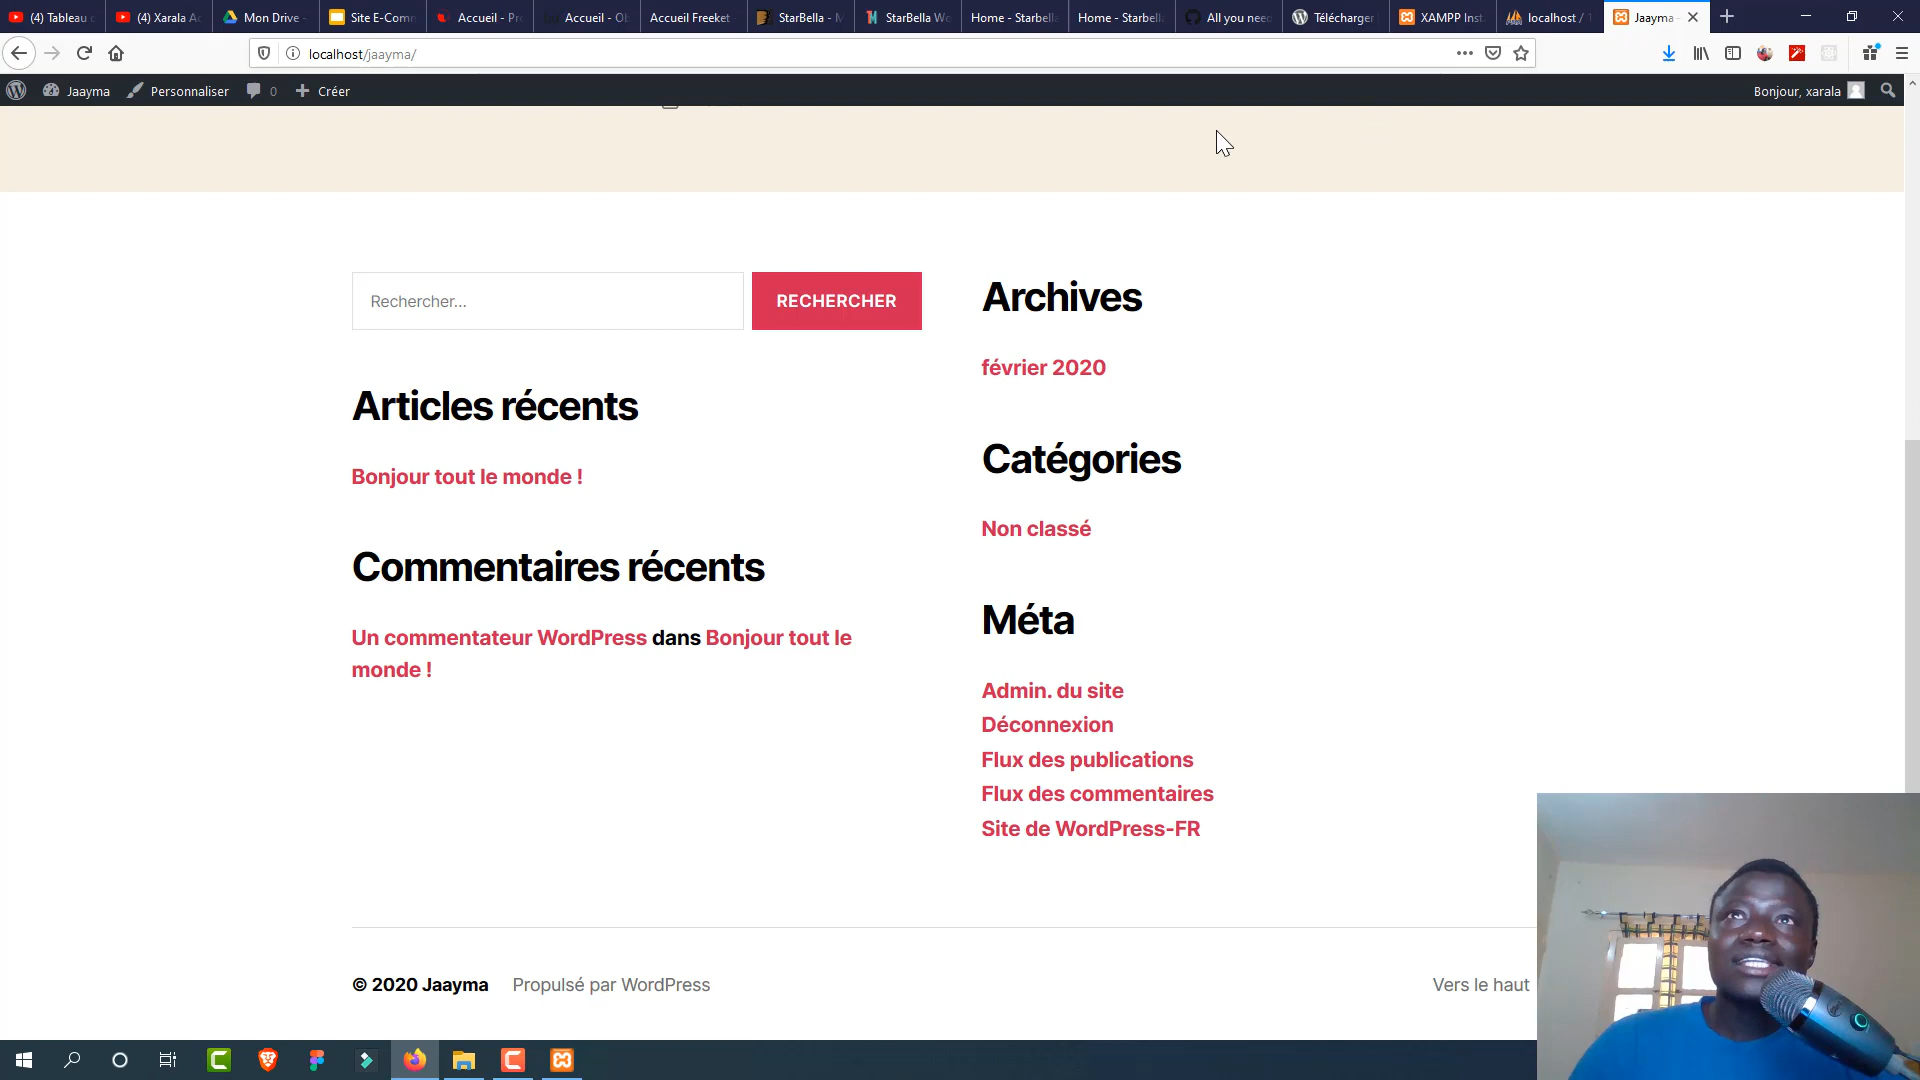 (4) Tableau
(4) Xarala A
Mon Drive -
Site E-Com
Accueil - Pr
Accueil - O
Accueil Freeket
StarBella - M
StarBella Wo
Home - Starbella
Home - Starbella
All you nee
Télécharger
XAMPP Inst
localhost /
Jaayma -
localhost/jaayma/
Jaayma
Personnaliser
0
Créer
Bonjour, xarala
Rechercher…
RECHERCHER
Articles récents
Bonjour tout le monde !
Commentaires récents
Un commentateur WordPress dans Bonjour tout le
monde !
Archives
février 2020
Catégories
Non classé
Méta
Admin. du site
Déconnexion
Flux des publications
Flux des commentaires
Site de WordPress-FR
© 2020 Jaayma
Propulsé par WordPress
Vers le haut